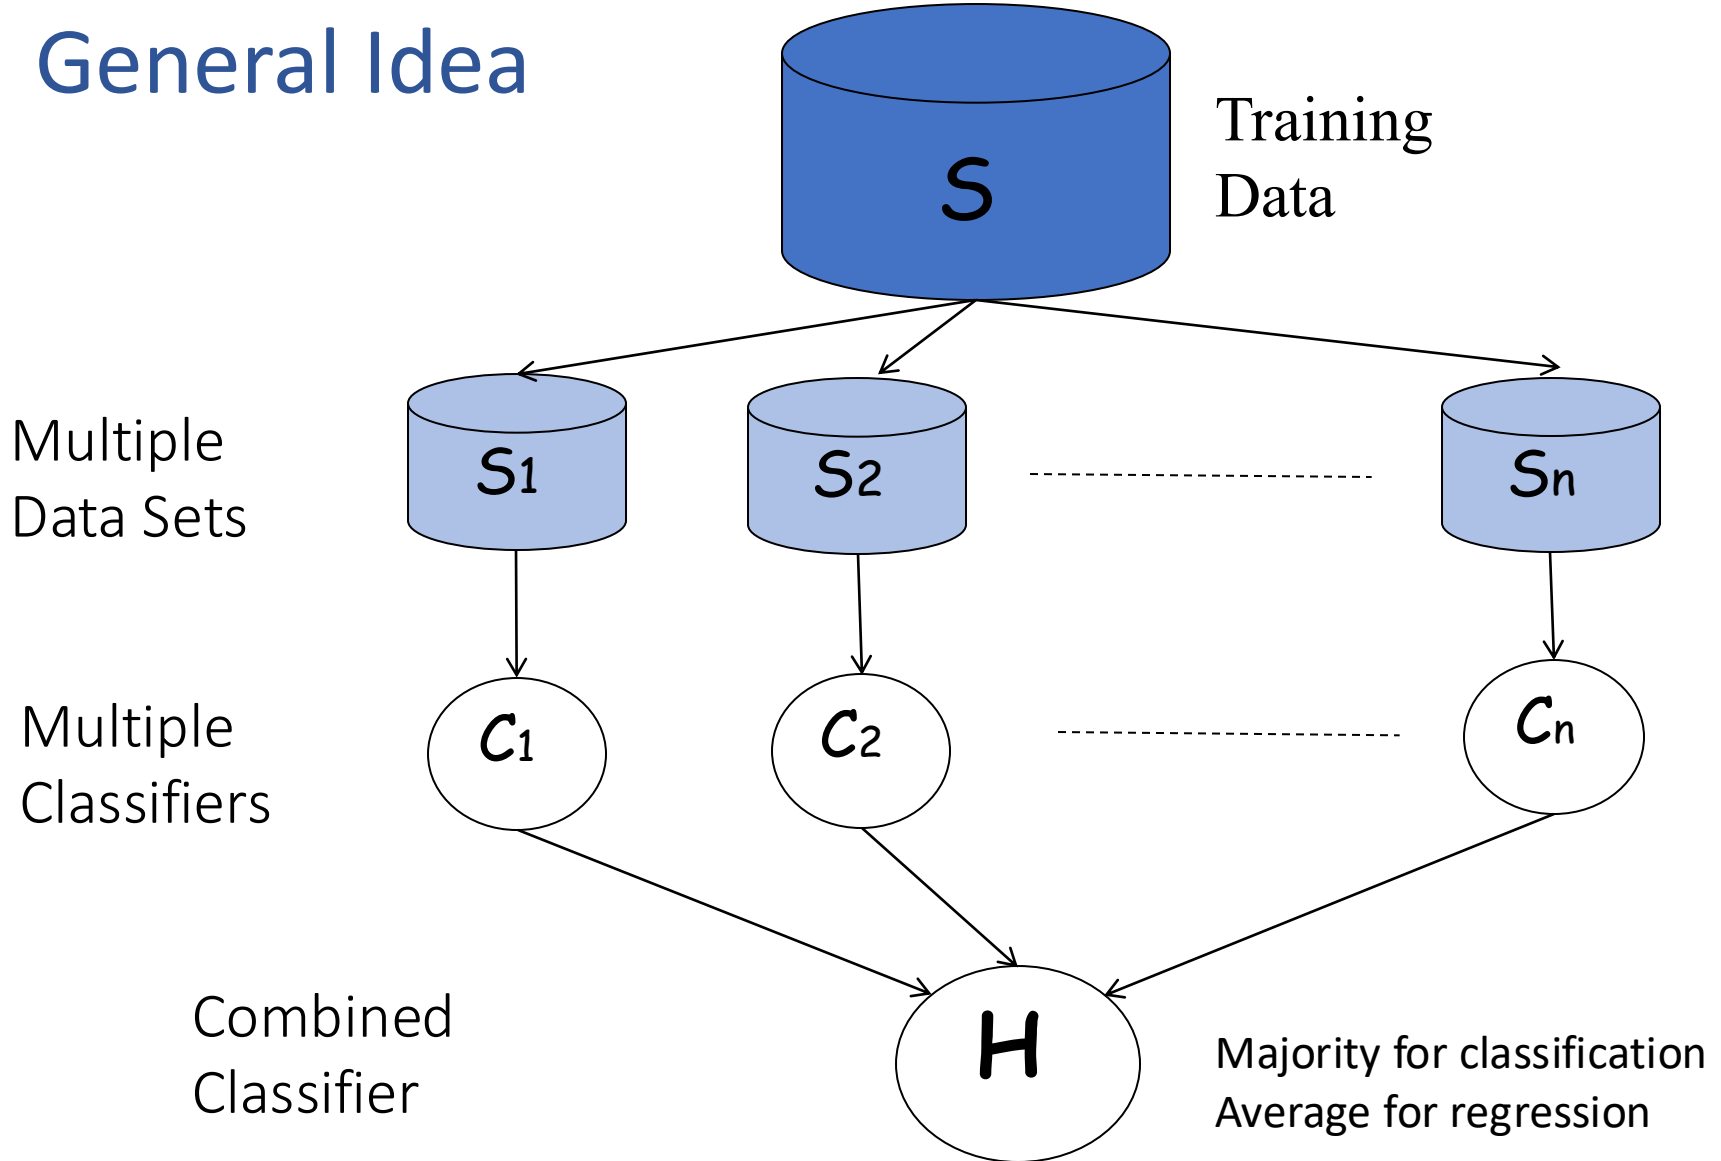 General Idea
Training
Data
S
Multiple
Data Sets
S1
S2
Sn
Multiple
Classifiers
C1
C2
Cn
Combined
Classifier
H
Majority for classification
Average for regression